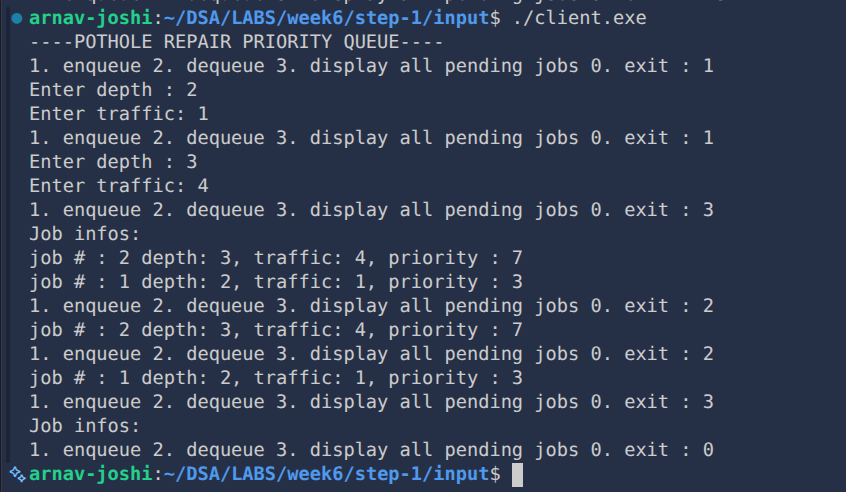 arnav-joshi:~/DSA/LABS/week6/step-1/input$ ./client.exe
----POTHOLE REPAIR PRIORITY QUEUE----
1. enqueue 2. dequeue 3. display all pending jobs 0. exit : 1
Enter depth : 2
Enter traffic: 1
1. enqueue 2. dequeue 3. display all pending jobs 0. exit : 1
Enter depth : 3
Enter traffic: 4
1. enqueue 2. dequeue 3. display all pending jobs 0. exit : 3
Job infos:
job # : 2 depth: 3, traffic: 4, priority : 7
job # : 1 depth: 2, traffic: 1, priority : 3
1. enqueue 2. dequeue 3. display all pending jobs 0. exit : 2
job # : 2 depth: 3, traffic: 4, priority : 7
1. enqueue 2. dequeue 3. display all pending jobs 0. exit : 2
job # : 1 depth: 2, traffic: 1, priority : 3
1. enqueue 2. dequeue 3. display all pending jobs 0. exit : 3
Job infos:
1. enqueue 2. dequeue 3. display all pending jobs 0. exit : 0
arnav-joshi:~/DSA/LABS/week6/step-1/input$